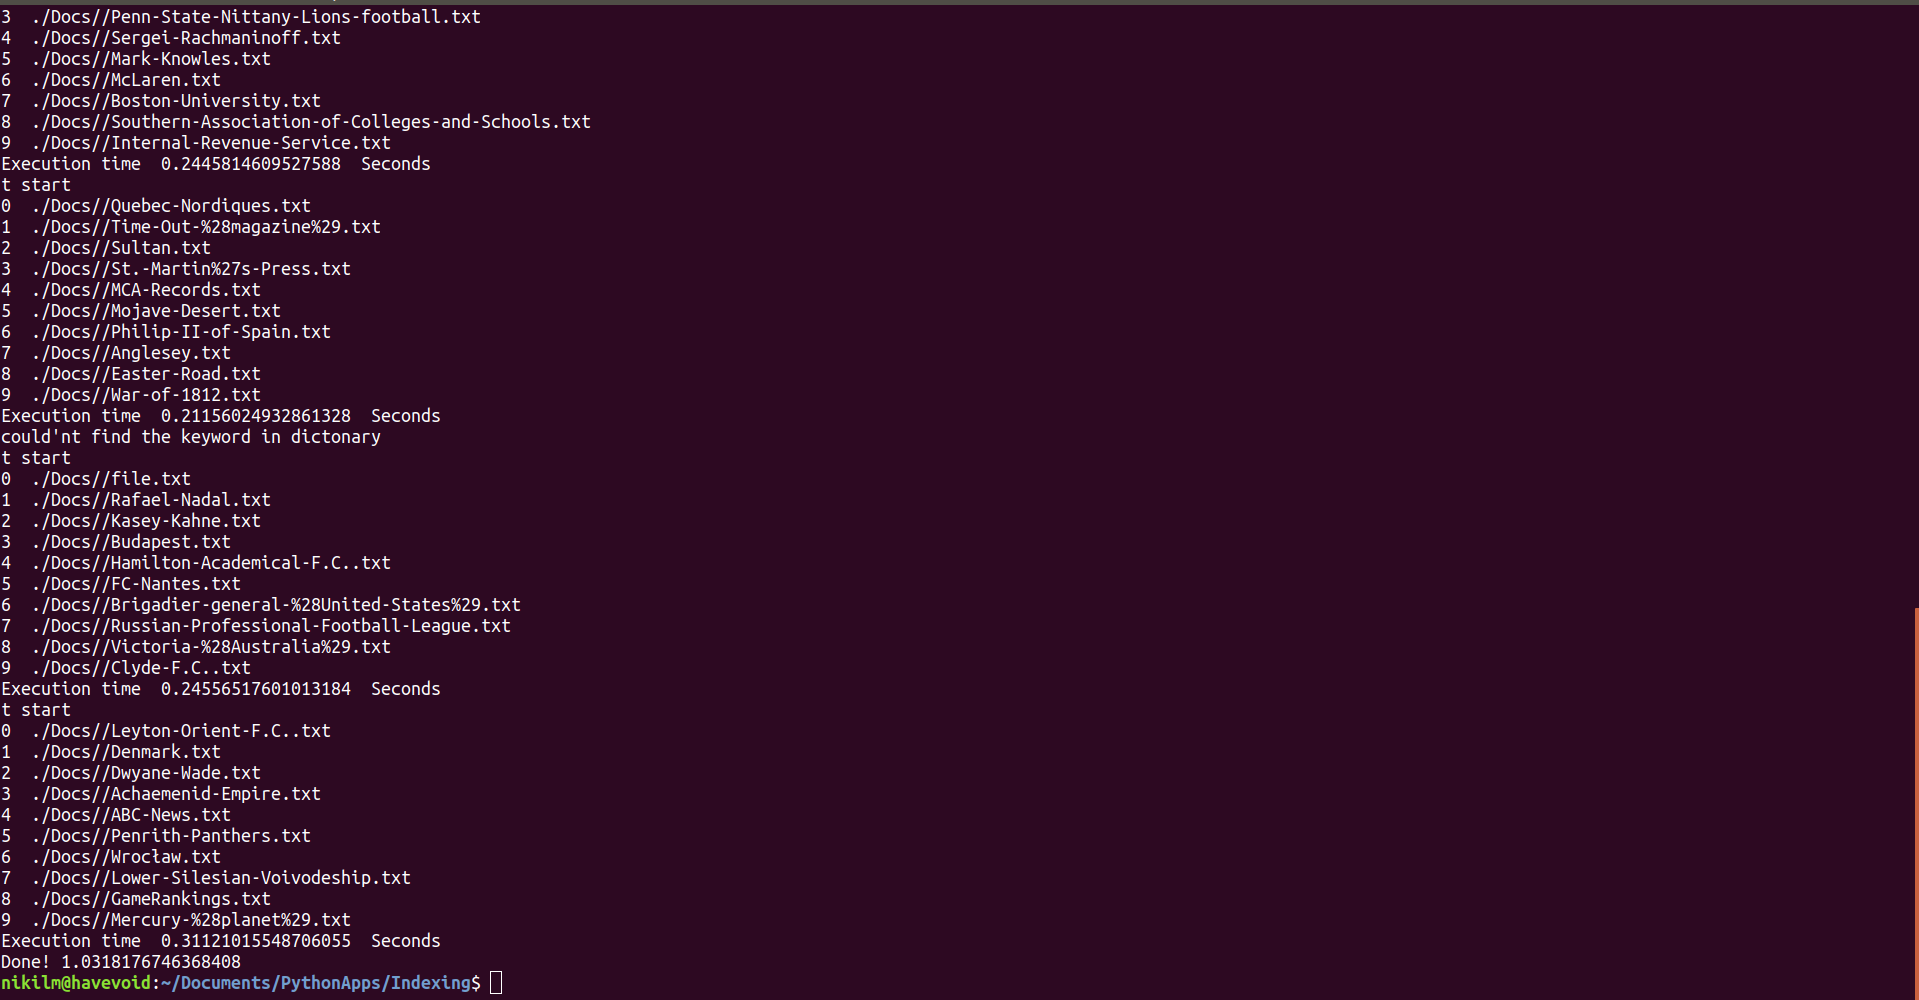 3  ./Docs//Penn-State-Nittany-Lions-football.txt
4  ./Docs//Sergei-Rachmaninoff.txt
5  ./Docs//Mark-Knowles.txt
6  ./Docs//McLaren.txt
7  ./Docs//Boston-University.txt
8  ./Docs//Southern-Association-of-Colleges-and-Schools.txt
9  ./Docs//Internal-Revenue-Service.txt
Execution time  0.2445814609527588  Seconds
t start
0  ./Docs//Quebec-Nordiques.txt
1  ./Docs//Time-Out-%28magazine%29.txt
2  ./Docs//Sultan.txt
3  ./Docs//St.-Martin%27s-Press.txt
4  ./Docs//MCA-Records.txt
5  ./Docs//Mojave-Desert.txt
6  ./Docs//Philip-II-of-Spain.txt
7  ./Docs//Anglesey.txt
8  ./Docs//Easter-Road.txt
9  ./Docs//War-of-1812.txt
Execution time  0.21156024932861328  Seconds
could'nt find the keyword in dictonary
t start
0  ./Docs//file.txt
1  ./Docs//Rafael-Nadal.txt
2  ./Docs//Kasey-Kahne.txt
3  ./Docs//Budapest.txt
4  ./Docs//Hamilton-Academical-F.C..txt
5  ./Docs//FC-Nantes.txt
6  ./Docs//Brigadier-general-%28United-States%29.txt
7  ./Docs//Russian-Professional-Football-League.txt
8  ./Docs//Victoria-%28Australia%29.txt
9  ./Docs//Clyde-F.C..txt
Execution time  0.24556517601013184  Seconds
t start
0  ./Docs//Leyton-Orient-F.C..txt
1  ./Docs//Denmark.txt
2  ./Docs//Dwyane-Wade.txt
3  ./Docs//Achaemenid-Empire.txt
4  ./Docs//ABC-News.txt
5  ./Docs//Penrith-Panthers.txt
6  ./Docs//Wrocław.txt
7  ./Docs//Lower-Silesian-Voivodeship.txt
8  ./Docs//GameRankings.txt
9  ./Docs//Mercury-%28planet%29.txt
Execution time  0.31121015548706055  Seconds
Done! 1.0318176746368408
nikilm@havevoid:~/Documents/PythonApps/Indexing$